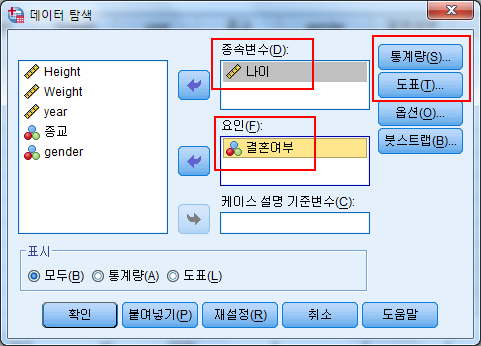 데이터 탐색
Height
Weight
year
종교
gender
종속변수(D):
나이
요인(F):
결혼여부
케이스 설명 기준변수(C):
통계량(S)...
도표(T)...
옵션(O)...
붓스트랩(B)...
표시
모두(B) 통계량(A) 도표(L)
확인 붙여넣기(P) 재설정(R) 취소 도움말